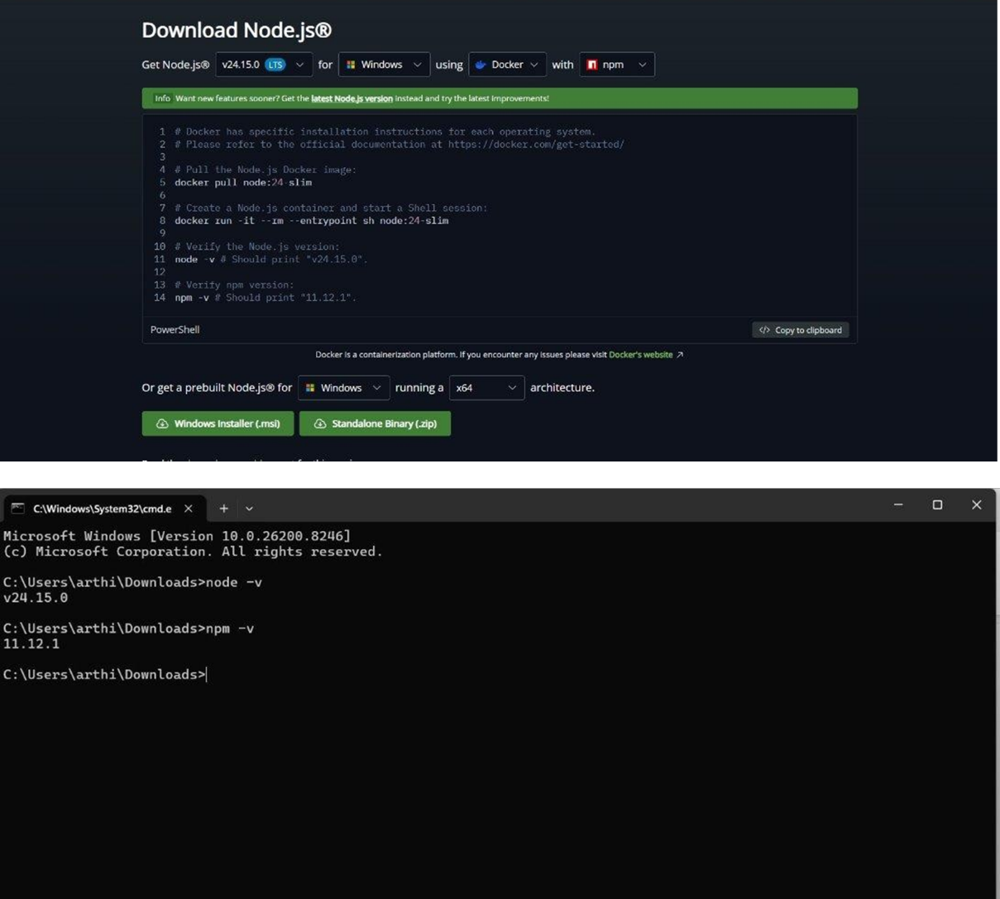 Download Node.js®
Get Node.js® v24.15.0 LTS for Windows using Docker with npm
Info Want new features sooner? Get the latest Node.js version instead and try the latest improvements!
1 # Docker has specific installation instructions for each operating system.
2 # Please refer to the official documentation at https://docker.com/get-started/
3
4 # Pull the Node.js Docker image:
5 docker pull node:24-slim
6
7 # Create a Node.js container and start a Shell session:
8 docker run -it --rm --entrypoint sh node:24-slim
9
10 # Verify the Node.js version:
11 node -v # Should print "v24.15.0".
12
13 # Verify npm version:
14 npm -v # Should print "11.12.1".
PowerShell
Copy to clipboard
Docker is a containerization platform. If you encounter any issues please visit Docker's website
Or get a prebuilt Node.js® for Windows running a x64 architecture.
Windows Installer (.msi) Standalone Binary (.zip)
C:\Windows\System32\cmd.e
Microsoft Windows [Version 10.0.26200.8246]
(c) Microsoft Corporation. All rights reserved.
C:\Users\arthi\Downloads>node -v
v24.15.0
C:\Users\arthi\Downloads>npm -v
11.12.1
C:\Users\arthi\Downloads>